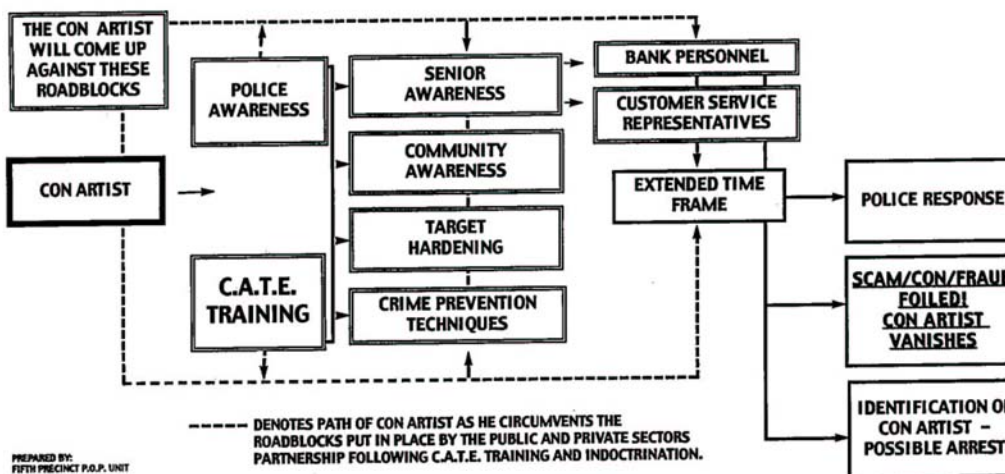 THE CON ARTIST
WILL COME UP
AGAINST THESE
ROADBLOCKS
CON ARTIST
POLICE
AWARENESS
C.A.T.E.
TRAINING
SENIOR
AWARENESS
COMMUNITY
AWARENESS
TARGET
HARDENING
CRIME PREVENTION
TECHNIQUES
BANK PERSONNEL
CUSTOMER SERVICE
REPRESENTATIVES
EXTENDED TIME
FRAME
POLICE RESPONSE
SCAM/CON/FRAUD
FOILED!
CON ARTIST
VANISHES
IDENTIFICATION OF
CON ARTIST –
POSSIBLE ARREST
DENOTES PATH OF CON ARTIST AS HE CIRCUMVENTS THE
ROADBLOCKS PUT IN PLACE BY THE PUBLIC AND PRIVATE SECTORS
PARTNERSHIP FOLLOWING C.A.T.E. TRAINING AND INDOCTRINATION.
PREPARED BY:
FIFTH PRECINCT P.O.P. UNIT